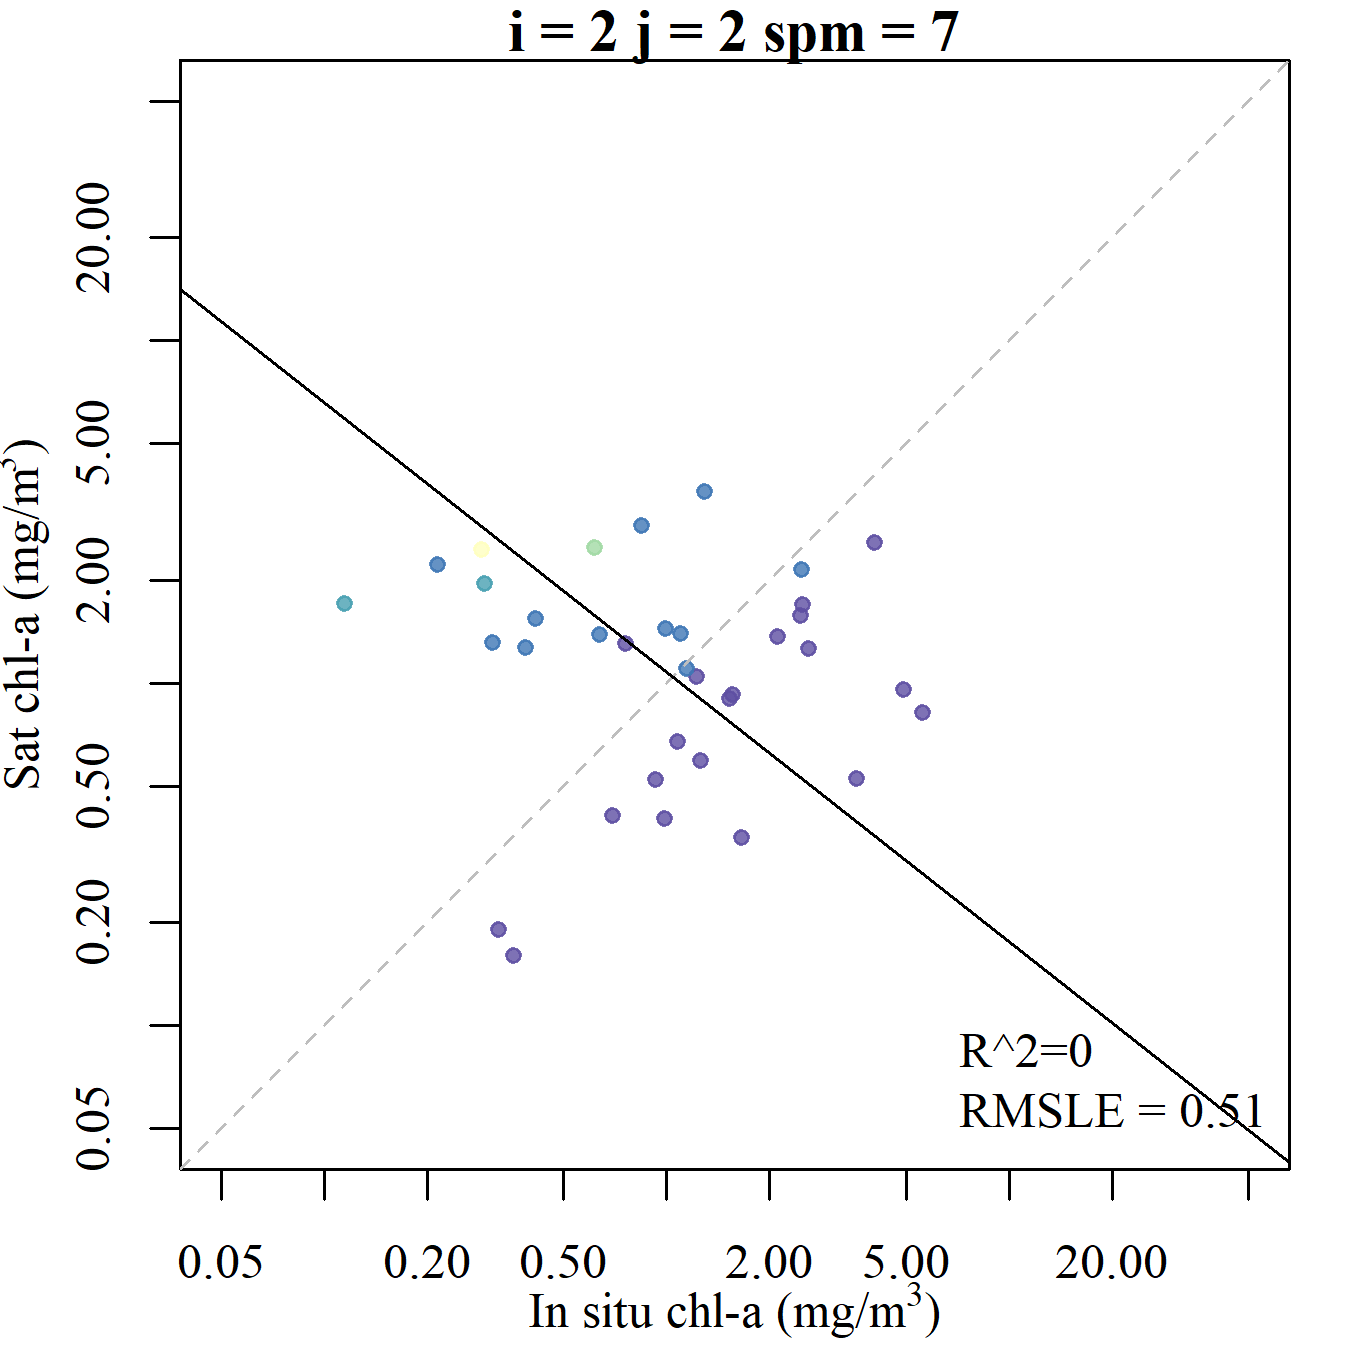 i = 2 j = 2 spm = 7
Sat chl-a (mg/m³)
20.00
5.00
2.00
0.50
0.20
0.05
R^2=0
RMSLE = 0.51
0.05 0.20 0.50 2.00 5.00 20.00
In situ chl-a (mg/m³)